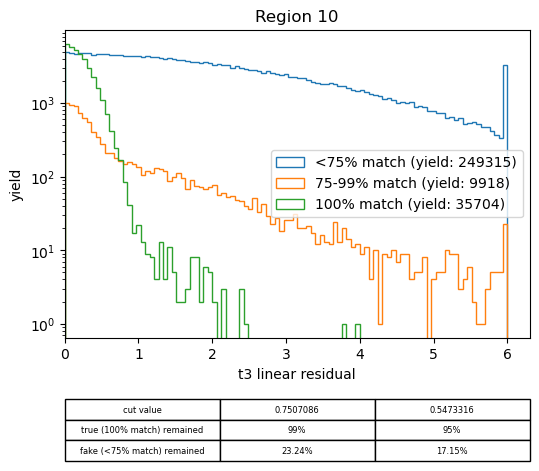 Region 10
yield
10³
10²
10¹
10⁰
<75% match (yield: 249315)
75-99% match (yield: 9918)
100% match (yield: 35704)
0 1 2 3 4 5 6
t3 linear residual
cut value 0.7507086 0.5473316
true (100% match) remained 99% 95%
fake (<75% match) remained 23.24% 17.15%